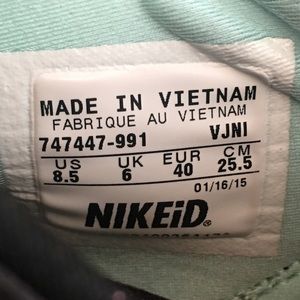 MADE IN VIETNAM
FABRIQUE AU VIETNAM
747447-991 VJNI
US UK EUR CM
8.5 6 40 25.5
01/16/15
NIKEiD®